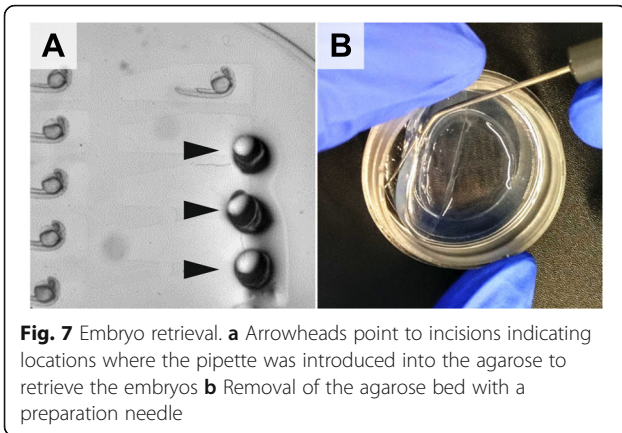 A
B
Fig. 7 Embryo retrieval. a Arrowheads point to incisions indicating
locations where the pipette was introduced into the agarose to
retrieve the embryos b Removal of the agarose bed with a
preparation needle